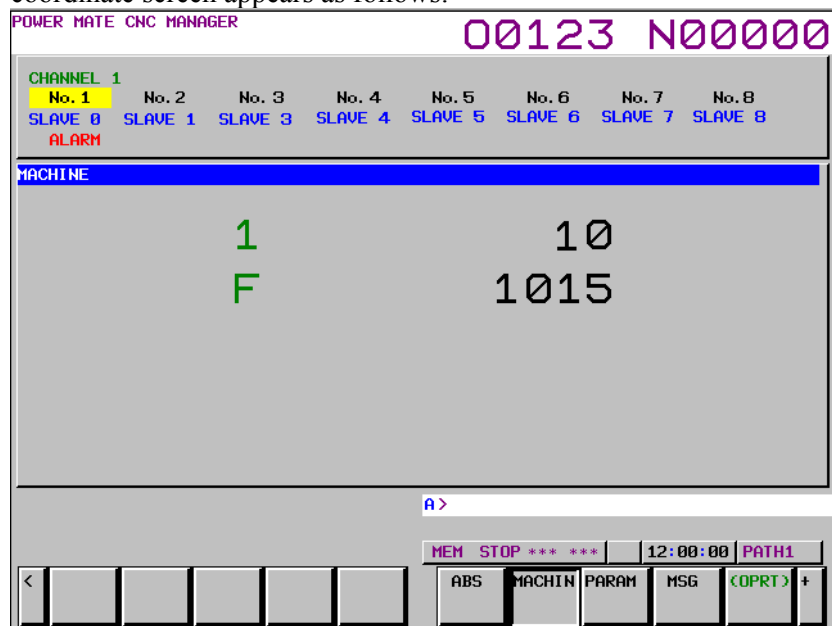 coordinate screen appears as follows:
POWER MATE CNC MANAGER
O0123 N00000
CHANNEL 1
No.1 No.2 No.3 No.4 No.5 No.6 No.7 No.8
SLAVE 0 SLAVE 1 SLAVE 3 SLAVE 4 SLAVE 5 SLAVE 6 SLAVE 7 SLAVE 8
ALARM
MACHINE
1 10
F 1015
A>
MEM STOP *** *** 12:00:00 PATH1
< ABS MACHIN PARAM MSG (OPRT) +